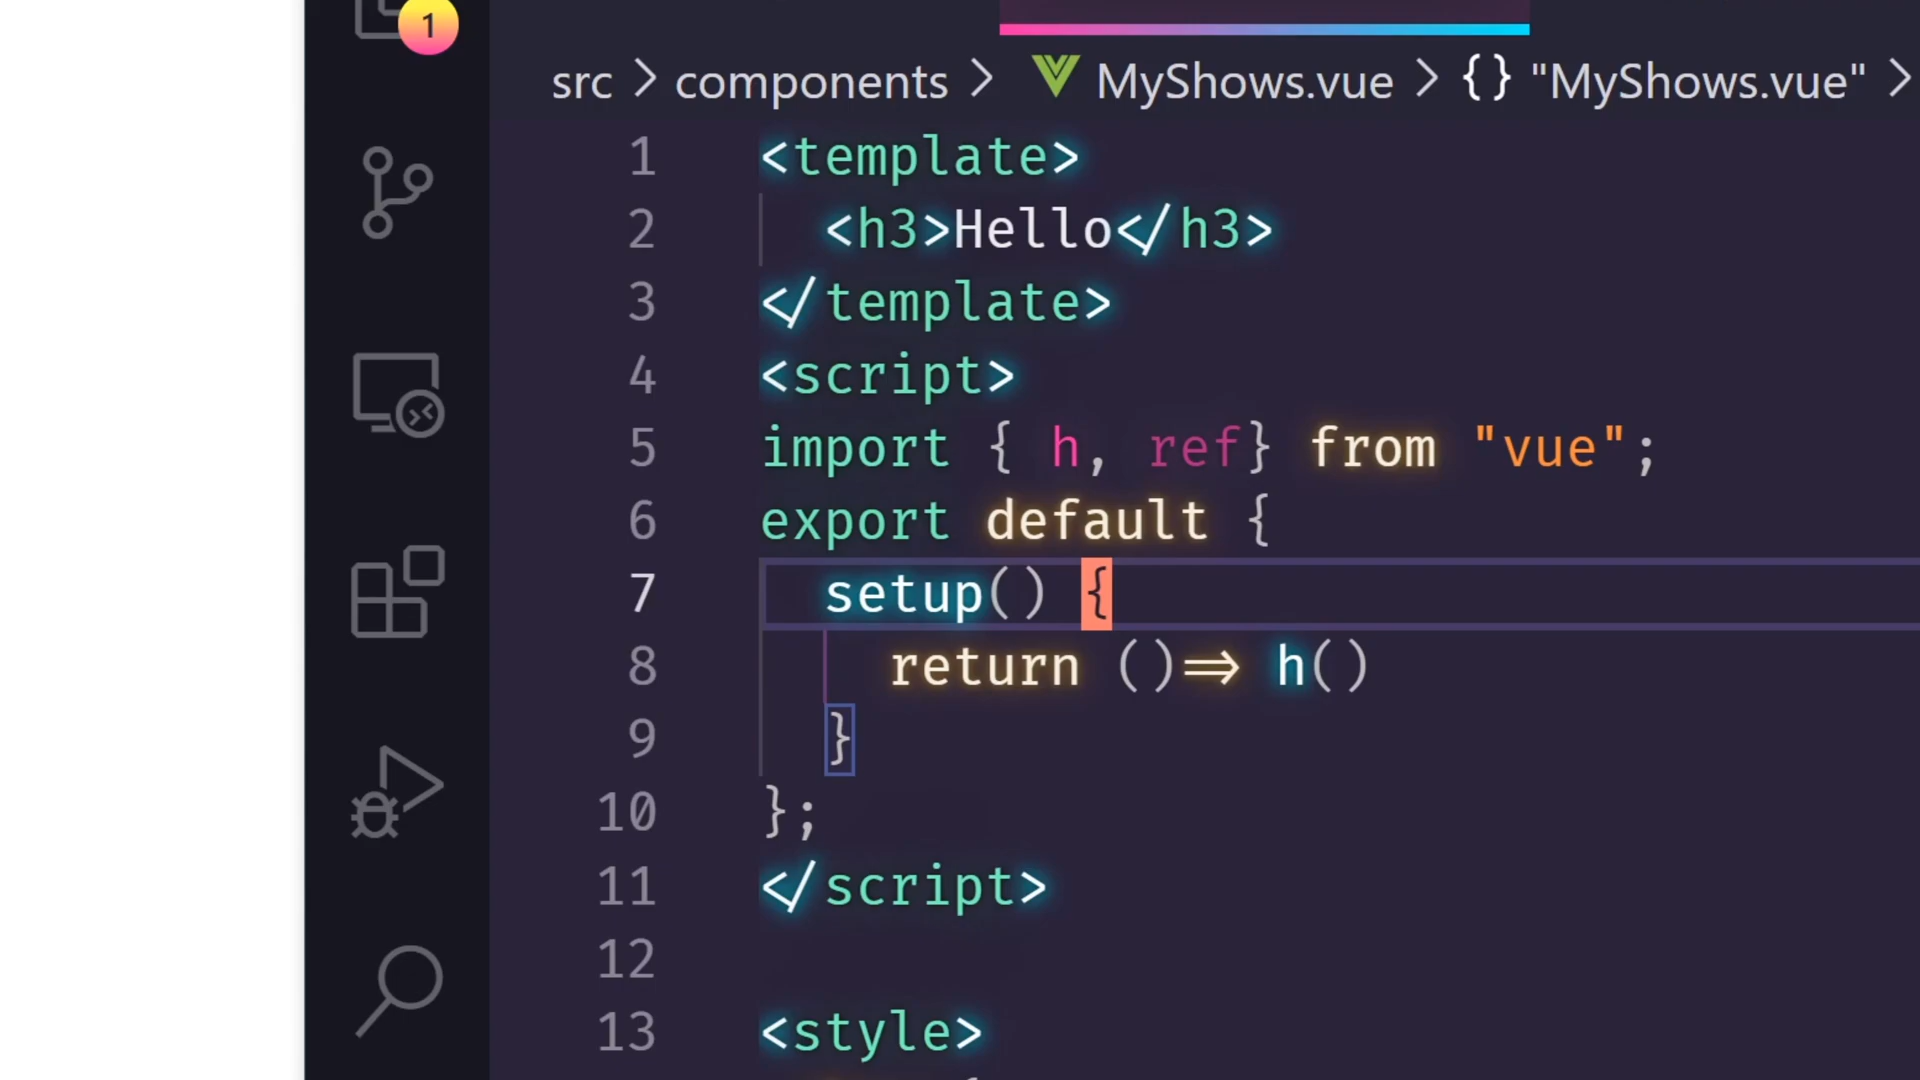 1
src > components > MyShows.vue > {} "MyShows.vue" >
1 <template>
2 <h3>Hello</h3>
3 </template>
4 <script>
5 import { h, ref} from "vue";
6 export default {
7 setup() {
8 return ()=> h()
9 }
10 };
11 </script>
12
13 <style>